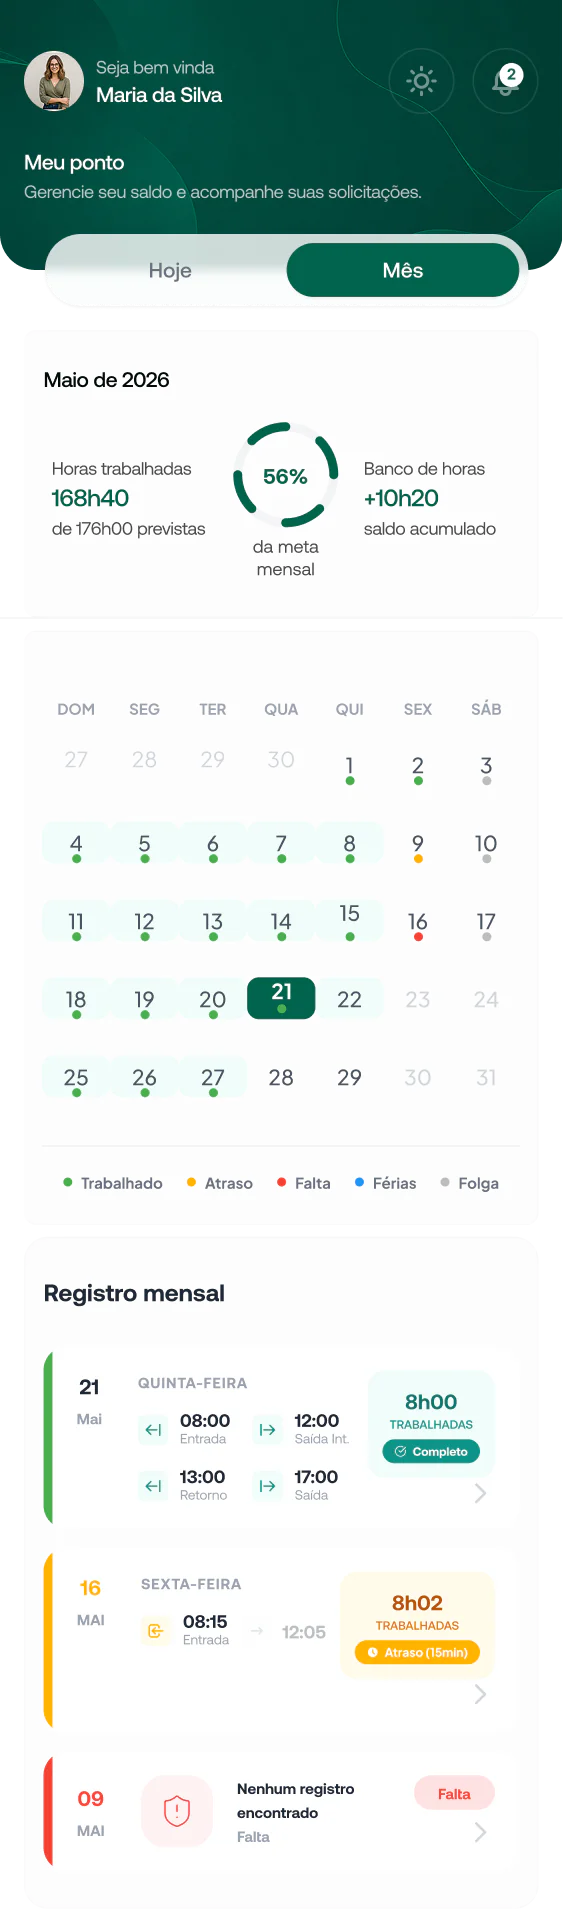 Seja bem vinda
Maria da Silva
2
Meu ponto
Gerencie seu saldo e acompanhe suas solicitações.
Hoje
Mês
Maio de 2026
Horas trabalhadas
168h40
de 176h00 previstas
56%
da meta
mensal
Banco de horas
+10h20
saldo acumulado
DOM SEG TER QUA QUI SEX SÁB
27 28 29 30 1 2 3
4 5 6 7 8 9 10
11 12 13 14 15 16 17
18 19 20 21 22 23 24
25 26 27 28 29 30 31
Trabalhado Atraso Falta Férias Folga
Registro mensal
21
Mai
QUINTA-FEIRA
08:00
Entrada
12:00
Saída Int.
13:00
Retorno
17:00
Saída
8h00
TRABALHADAS
Completo
16
MAI
SEXTA-FEIRA
08:15
Entrada
→
12:05
8h02
TRABALHADAS
Atraso (15min)
09
MAI
Nenhum registro
encontrado
Falta
Falta